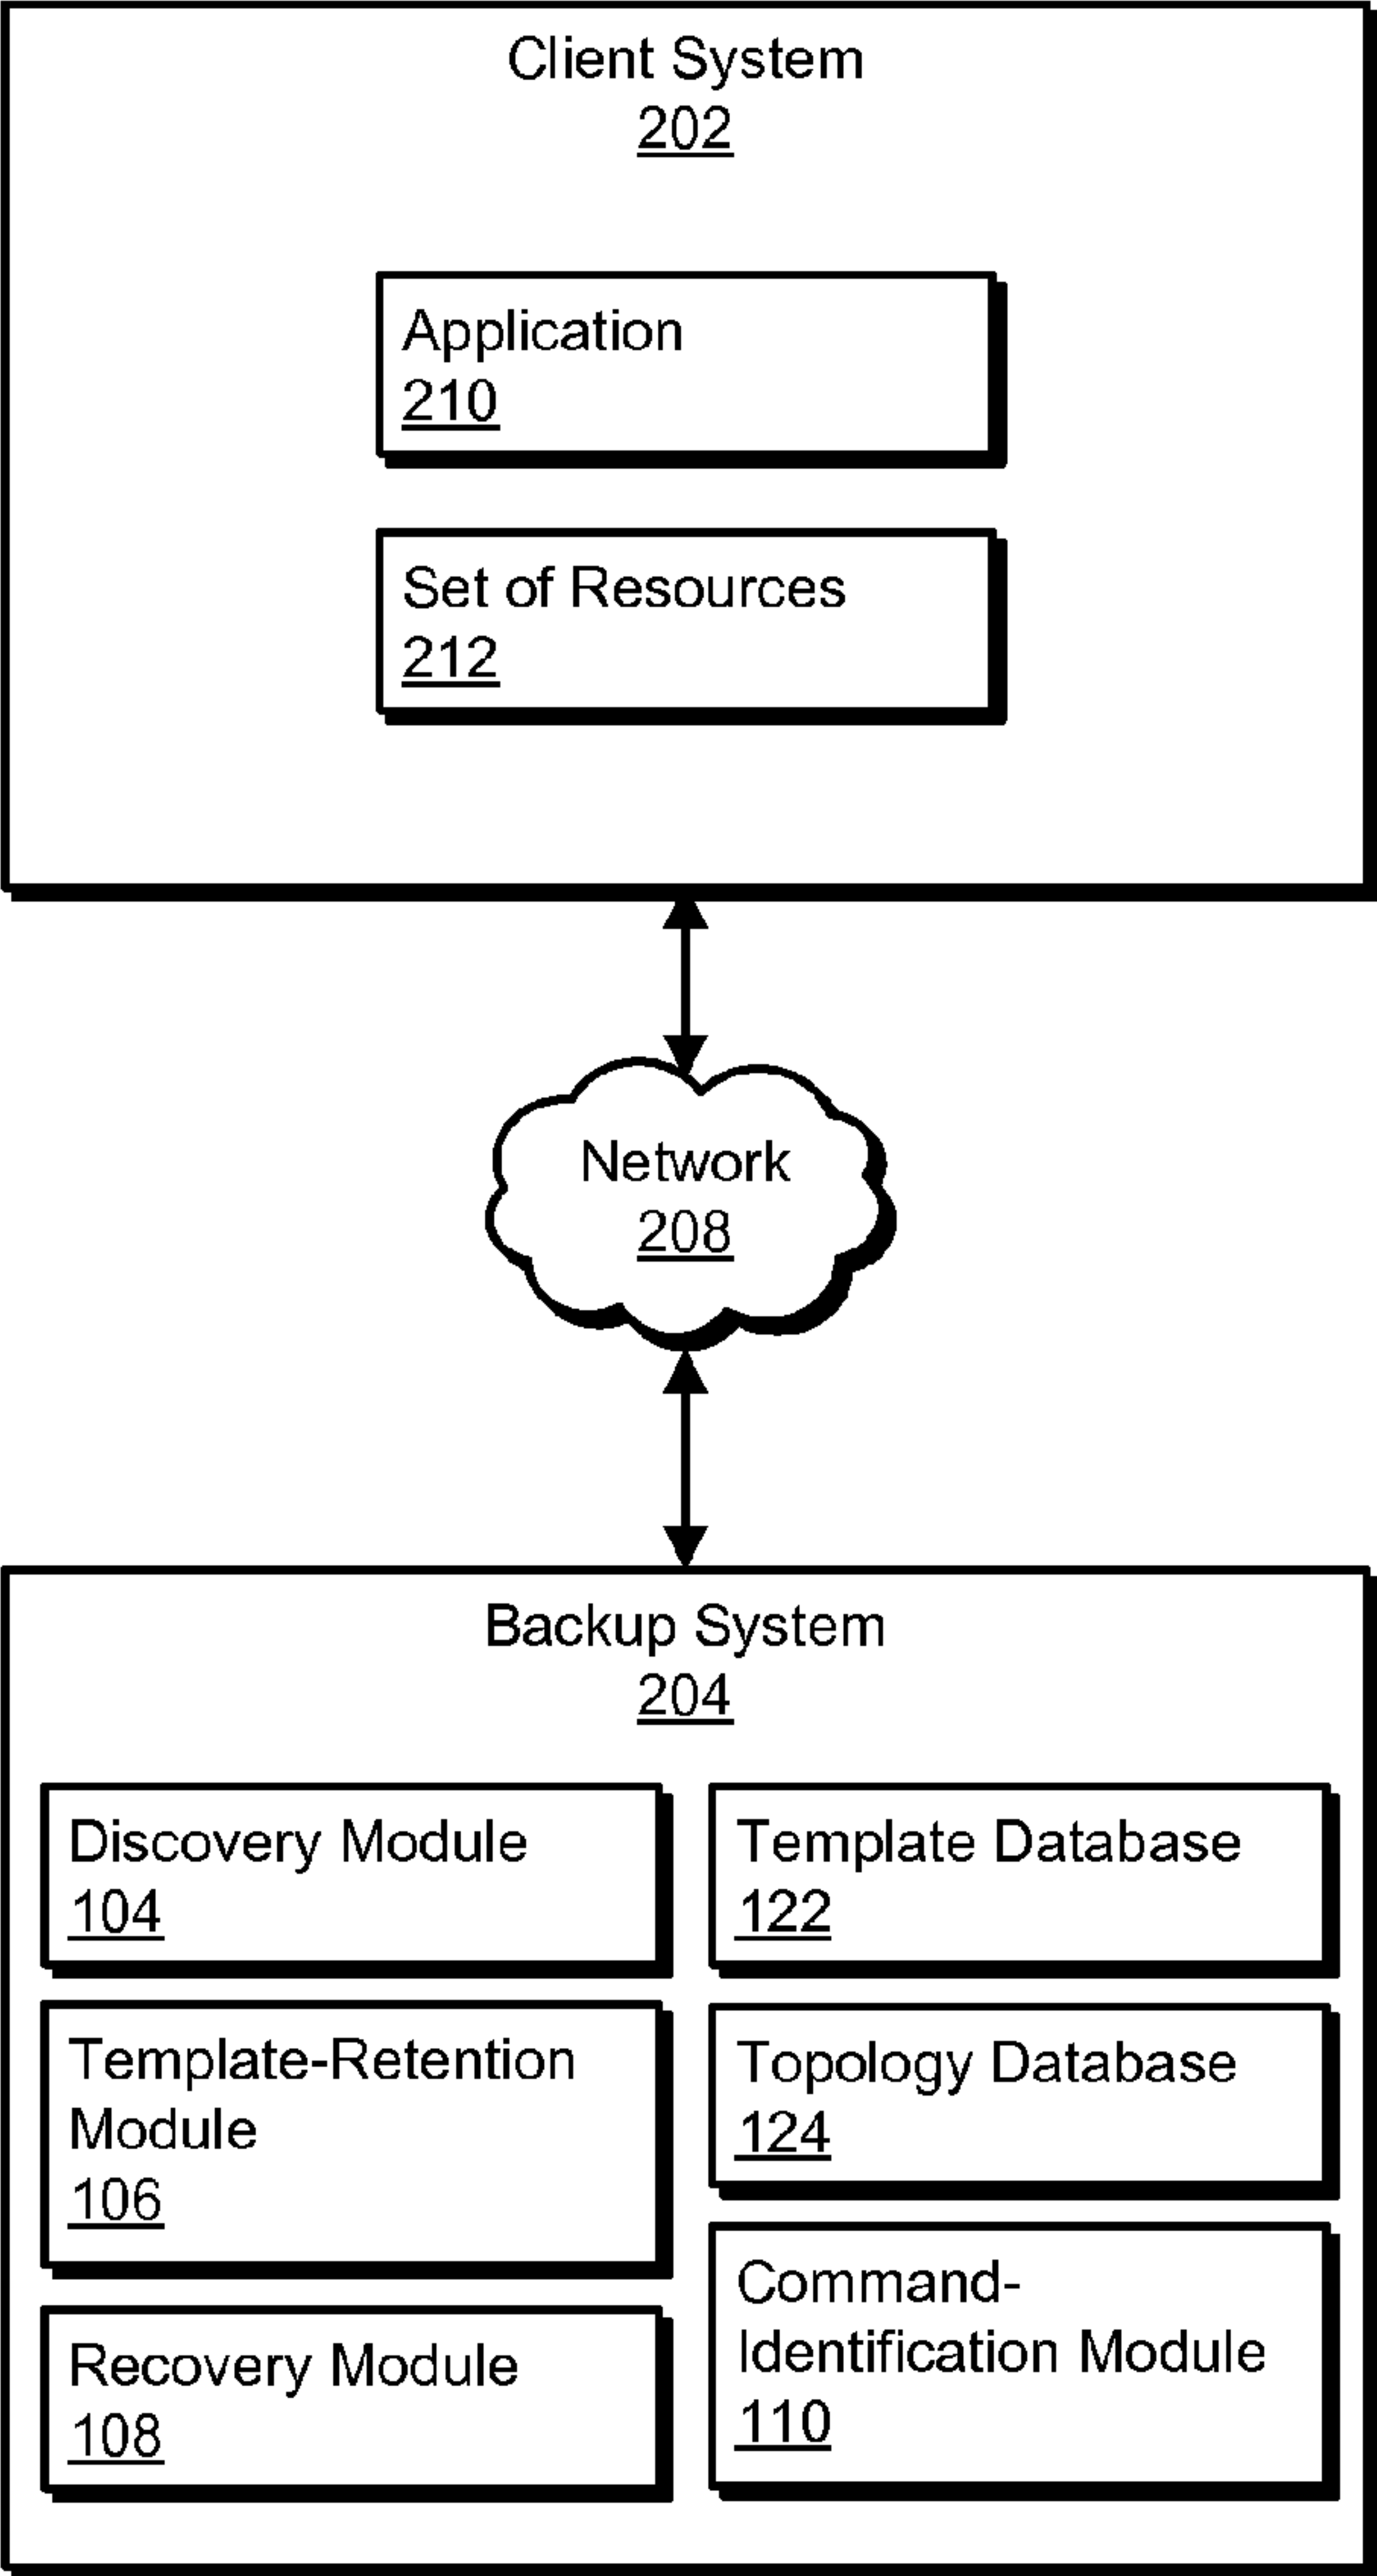 Client System
202
Application
210
Set of Resources
212
Network
208
Backup System
204
Discovery Module
104
Template-Retention
Module
106
Recovery Module
108
Template Database
122
Topology Database
124
Command-
Identification Module
110